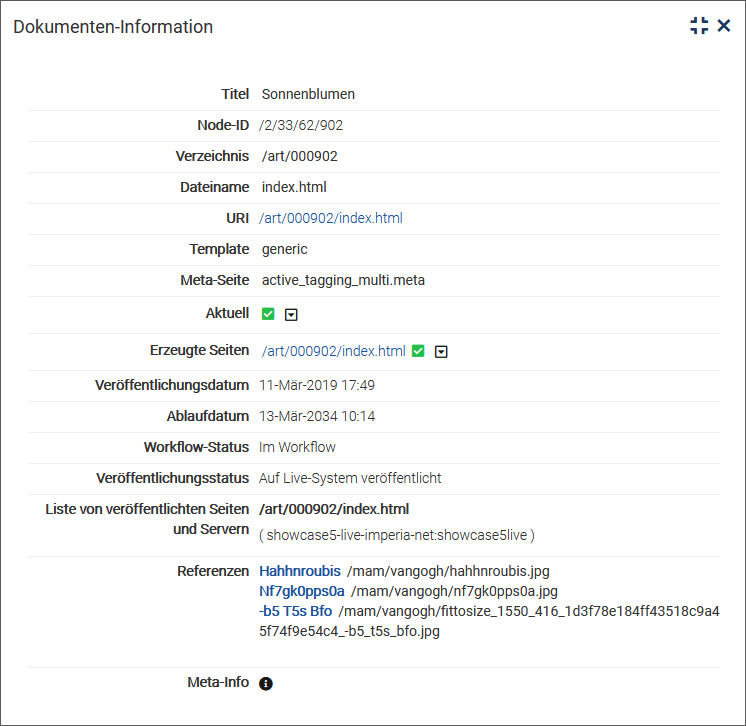 Dokumenten-Information
Titel Sonnenblumen
Node-ID /2/33/62/902
Verzeichnis /art/000902
Dateiname index.html
URI /art/000902/index.html
Template generic
Meta-Seite active_tagging_multi.meta
Aktuell
Erzeugte Seiten /art/000902/index.html
Veröffentlichungsdatum 11-Mär-2019 17:49
Ablaufdatum 13-Mär-2034 10:14
Workflow-Status Im Workflow
Veröffentlichungsstatus Auf Live-System veröffentlicht
Liste von veröffentlichten Seiten /art/000902/index.html
und Servern ( showcase5-live-imperia-net:showcase5live )
Referenzen Hahhnroubis /mam/vangogh/hahhnroubis.jpg
Nf7gk0pps0a /mam/vangogh/nf7gk0pps0a.jpg
-b5 T5s Bfo /mam/vangogh/fittosize_1550_416_1d3f78e184ff43518c9a4
5f74f9e54c4_-b5_t5s_bfo.jpg
Meta-Info